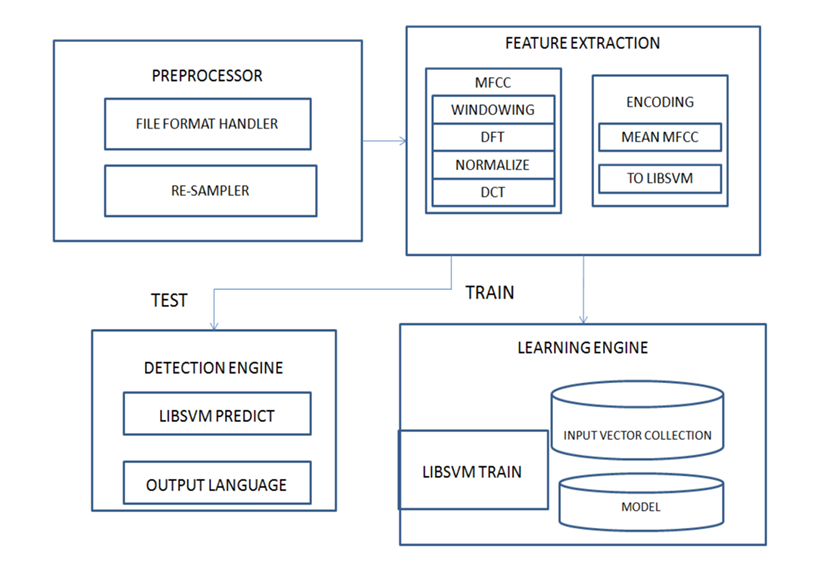 PREPROCESSOR
FILE FORMAT HANDLER
RE-SAMPLER
FEATURE EXTRACTION
MFCC
WINDOWING
DFT
NORMALIZE
DCT
ENCODING
MEAN MFCC
TO LIBSVM
TEST
TRAIN
DETECTION ENGINE
LIBSVM PREDICT
OUTPUT LANGUAGE
LEARNING ENGINE
LIBSVM TRAIN
INPUT VECTOR COLLECTION
MODEL